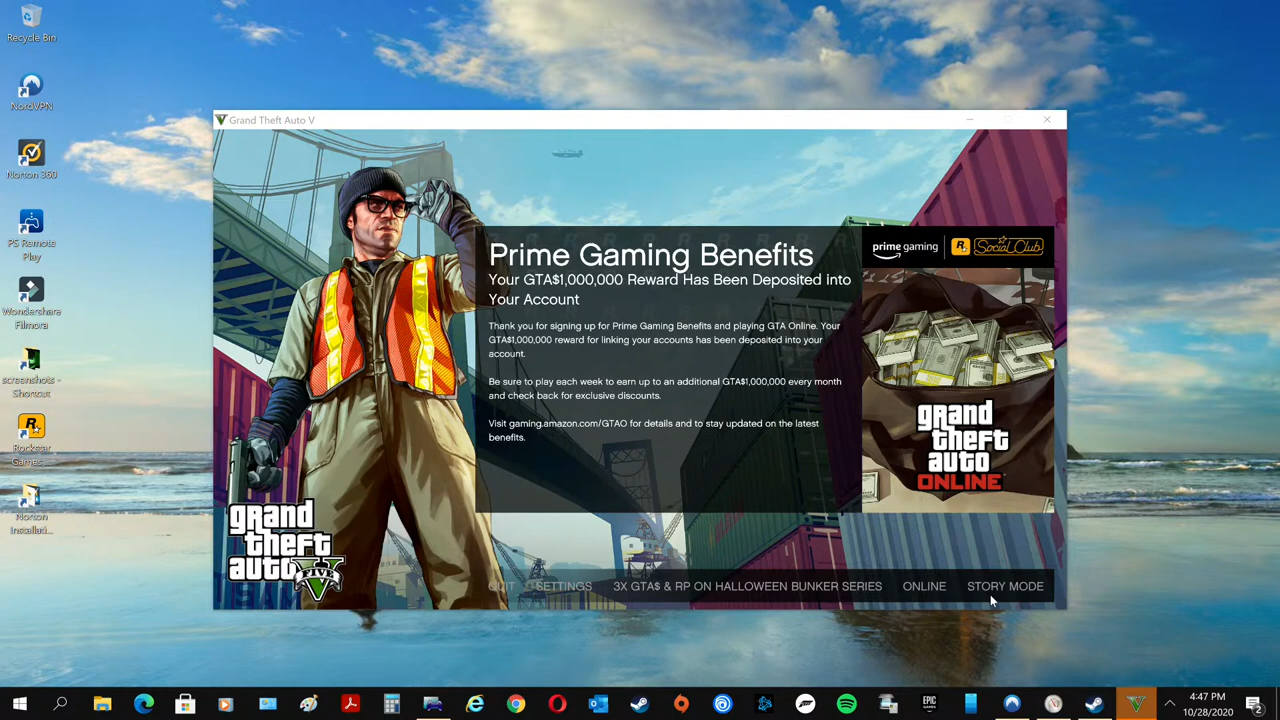 Recycle Bin
NordVPN
Norton 360
PS Remote
Play
Wondershare
Filmora
screenshots -
Shortcut
Rockstar
Games ...
Norton
Installati...
Grand Theft Auto V
Prime Gaming Benefits
Your GTA$1,000,000 Reward Has Been Deposited into
Your Account
Thank you for signing up for Prime Gaming Benefits and playing GTA Online. Your
GTA$1,000,000 reward for linking your accounts has been deposited into your
account.
Be sure to play each week to earn up to an additional GTA$1,000,000 every month
and check back for exclusive discounts.
Visit gaming.amazon.com/GTAO for details and to stay updated on the latest
benefits.
prime gaming
R★ Social Club
grand
theft
auto
ONLINE
grand
theft
auto
FIVE
V
QUIT SETTINGS 3X GTA$ & RP ON HALLOWEEN BUNKER SERIES ONLINE STORY MODE
EPIC
GAMES
4:47 PM
10/28/2020
2